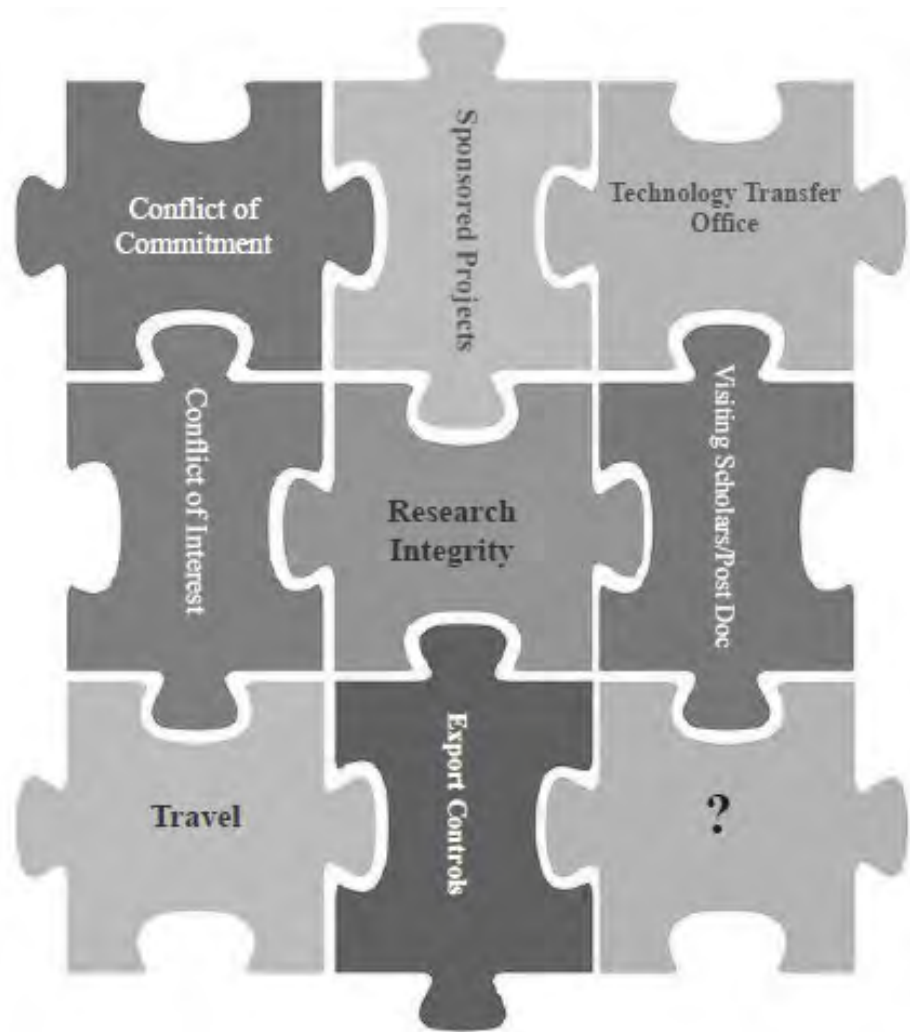 Conflict of
Commitment
Sponsored Projects
Technology Transfer
Office
Conflict of Interest
Research
Integrity
Visiting Scholars/Post Doc
Travel
Export Controls
?